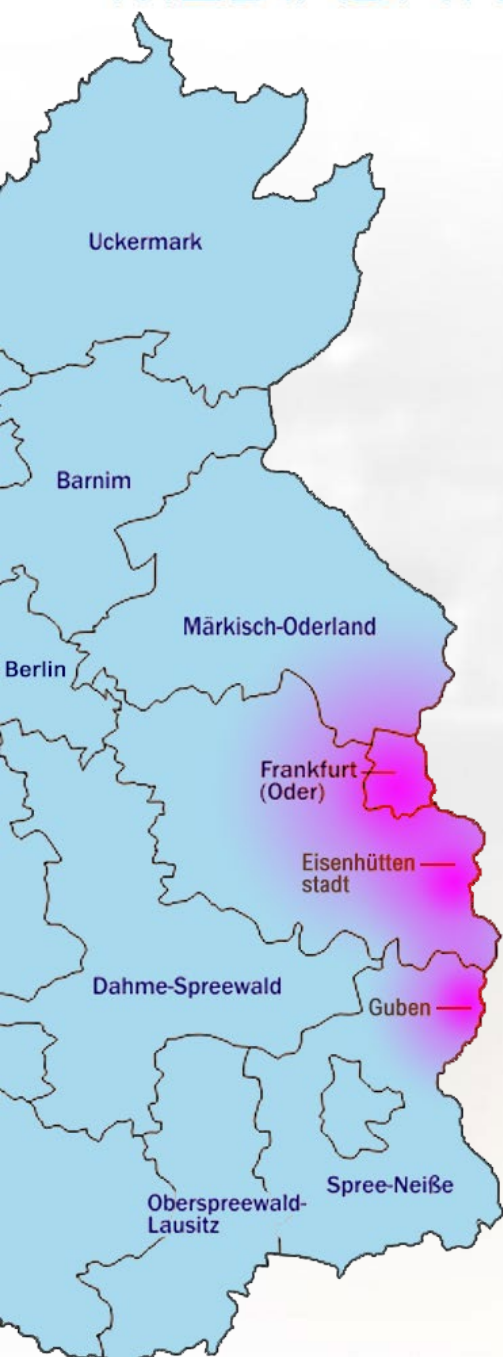 Uckermark
Barnim
Märkisch-Oderland
Berlin
Frankfurt
(Oder)
Eisenhütten
stadt
Dahme-Spreewald
Guben
Spree-Neiße
Oberspreewald-
Lausitz